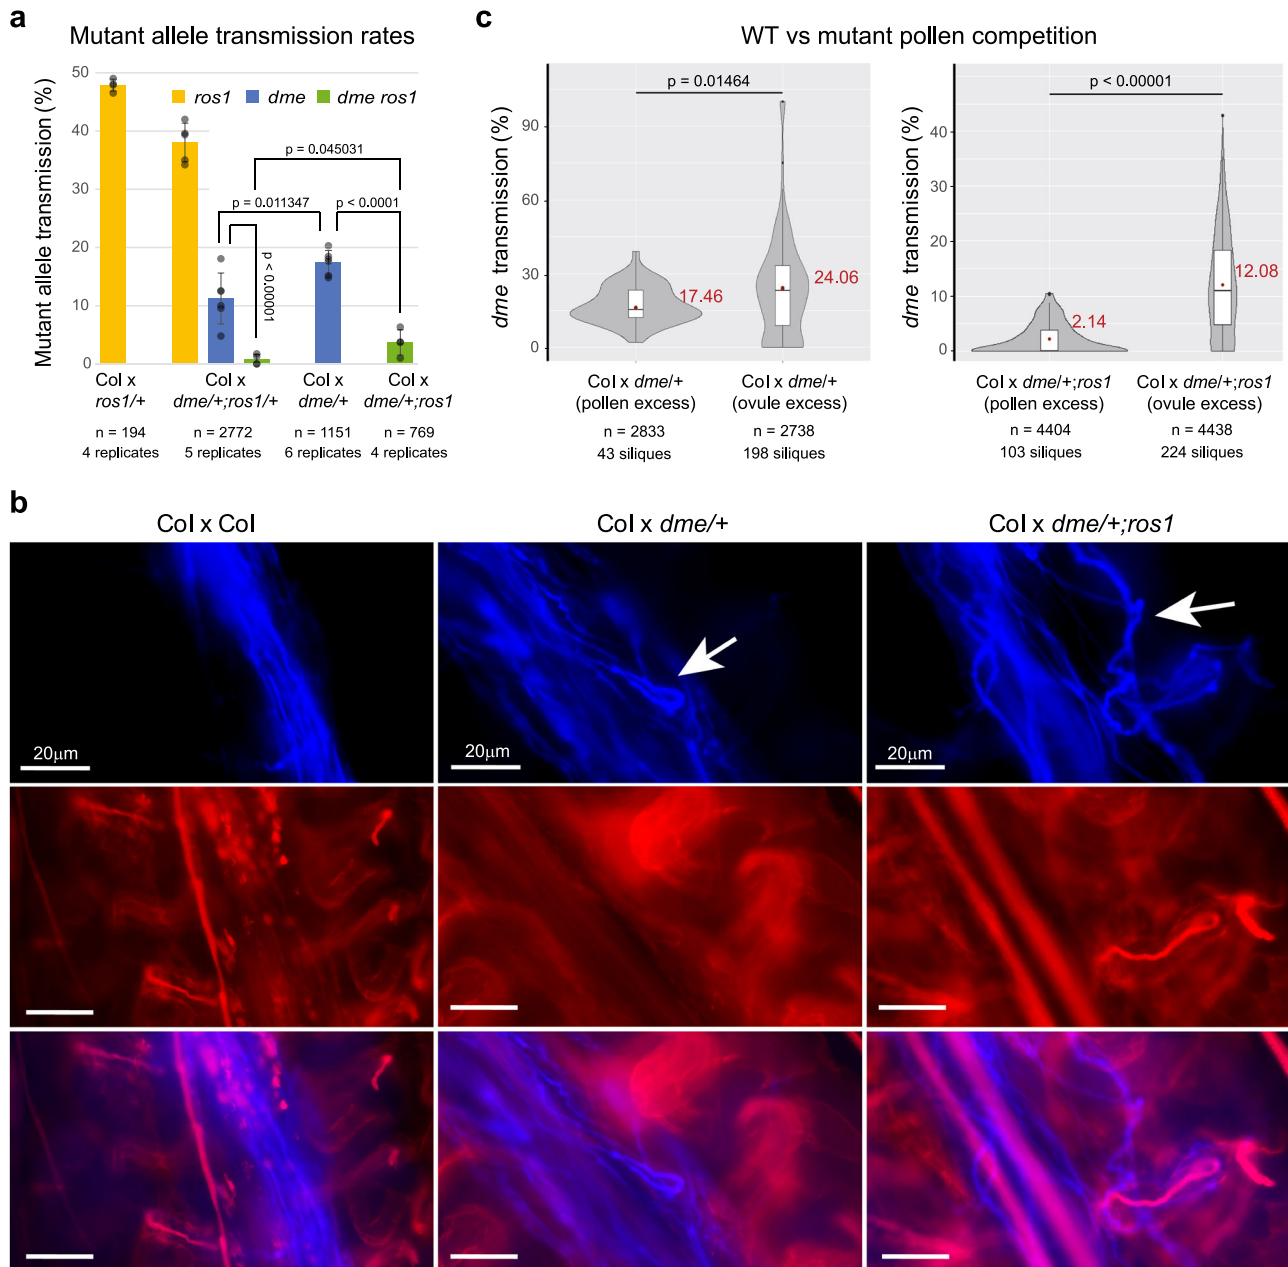 a
Mutant allele transmission rates
Mutant allele transmission (%)
50
40
30
20
10
0
ros1 dme dme ros1
p = 0.045031
p = 0.011347
p < 0.0001
p < 0.00001
Col x ros1/+
n = 194
4 replicates
Col x dme/+;ros1/+
n = 2772
5 replicates
Col x dme/+
n = 1151
6 replicates
Col x dme/+;ros1
n = 769
4 replicates
c
WT vs mutant pollen competition
dme transmission (%)
90
60
30
0
p = 0.01464
17.46
24.06
Col x dme/+
(pollen excess)
n = 2833
43 siliques
Col x dme/+
(ovule excess)
n = 2738
198 siliques
dme transmission (%)
40
30
20
10
0
p < 0.00001
2.14
12.08
Col x dme/+;ros1
(pollen excess)
n = 4404
103 siliques
Col x dme/+;ros1
(ovule excess)
n = 4438
224 siliques
b
Col x Col
Col x dme/+
Col x dme/+;ros1
20μm
20μm
20μm